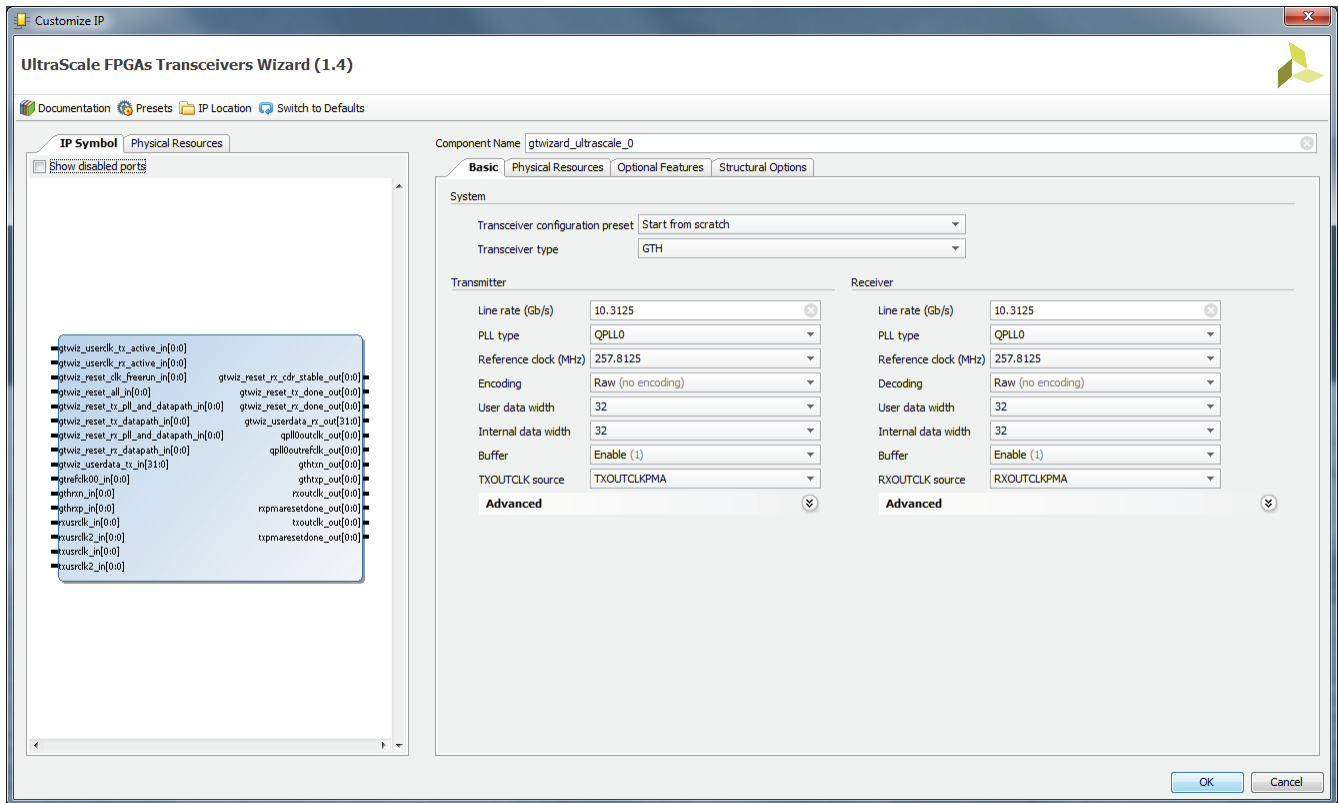 Customize IP
UltraScale FPGAs Transceivers Wizard (1.4)
Documentation Presets IP Location Switch to Defaults
IP Symbol Physical Resources
Show disabled ports
gtwiz_userclk_tx_active_in[0:0]
gtwiz_userclk_rx_active_in[0:0]
gtwiz_reset_clk_freerun_in[0:0] gtwiz_reset_rx_cdr_stable_out[0:0]
gtwiz_reset_all_in[0:0] gtwiz_reset_tx_done_out[0:0]
gtwiz_reset_tx_pll_and_datapath_in[0:0] gtwiz_reset_rx_done_out[0:0]
gtwiz_reset_tx_datapath_in[0:0] gtwiz_userdata_rx_out[31:0]
gtwiz_reset_rx_pll_and_datapath_in[0:0] qpll0outclk_out[0:0]
gtwiz_reset_rx_datapath_in[0:0] qpll0outrefclk_out[0:0]
gtwiz_userdata_tx_in[31:0] gthtxn_out[0:0]
gtrefclk00_in[0:0] gthtxp_out[0:0]
gthrxn_in[0:0] rxoutclk_out[0:0]
gthrxp_in[0:0] rxpmaresetdone_out[0:0]
rxusrclk_in[0:0] txoutclk_out[0:0]
rxusrclk2_in[0:0] txpmaresetdone_out[0:0]
txusrclk_in[0:0]
txusrclk2_in[0:0]
Component Name gtwizard_ultrascale_0
Basic Physical Resources Optional Features Structural Options
System
Transceiver configuration preset Start from scratch
Transceiver type GTH
Transmitter
Line rate (Gb/s) 10.3125
PLL type QPLL0
Reference clock (MHz) 257.8125
Encoding Raw (no encoding)
User data width 32
Internal data width 32
Buffer Enable (1)
TXOUTCLK source TXOUTCLKPMA
Advanced
Receiver
Line rate (Gb/s) 10.3125
PLL type QPLL0
Reference clock (MHz) 257.8125
Decoding Raw (no encoding)
User data width 32
Internal data width 32
Buffer Enable (1)
RXOUTCLK source RXOUTCLKPMA
Advanced
OK Cancel